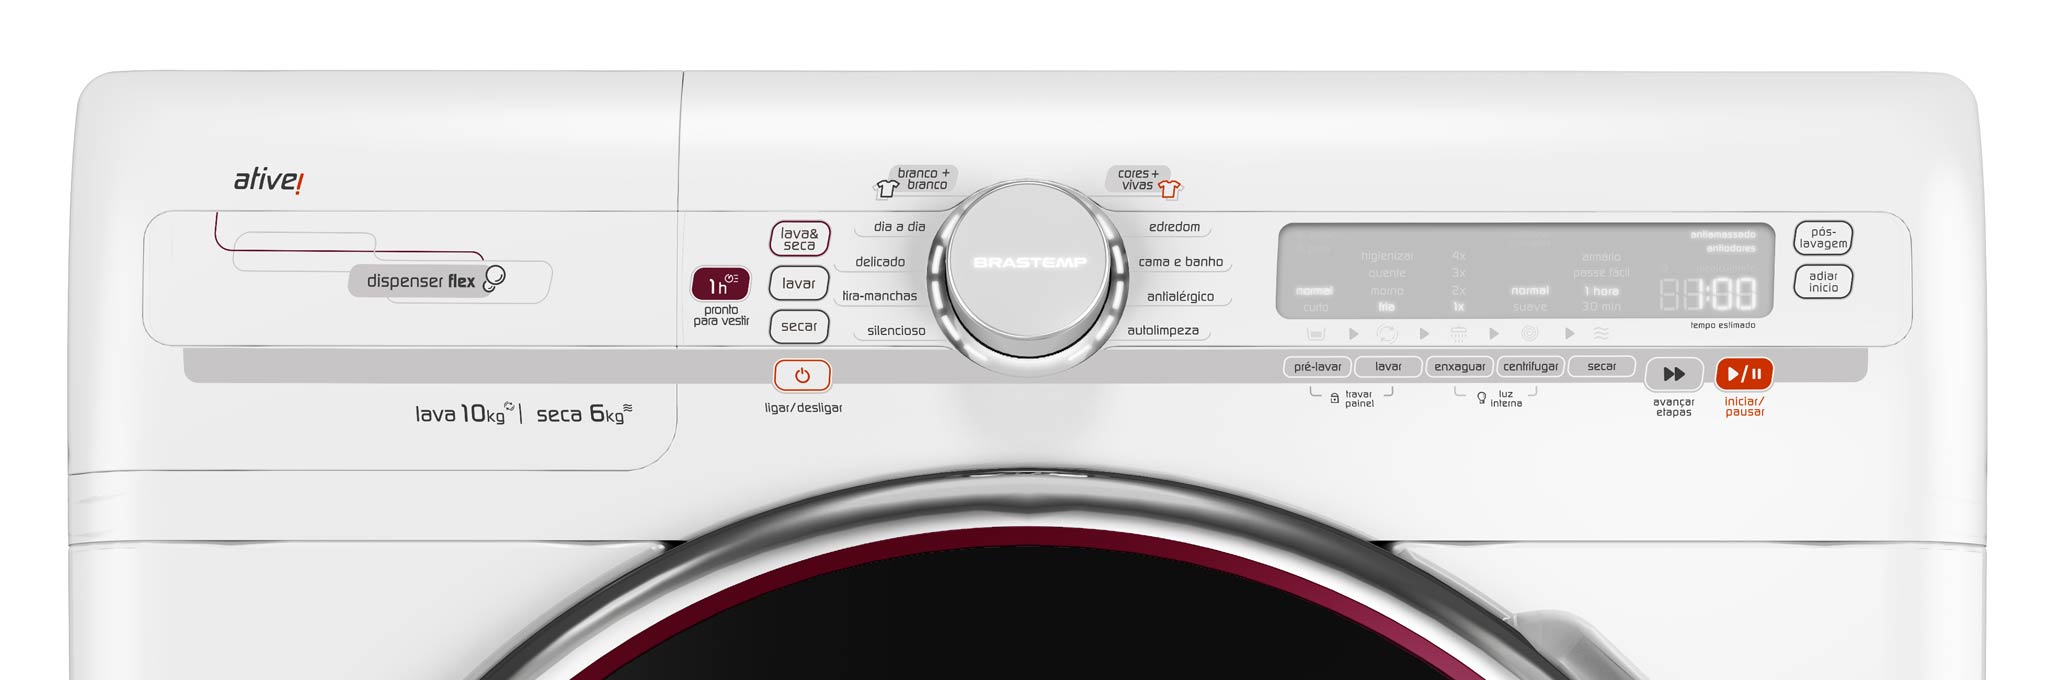 ative!
dispenser flex
lava 10kg | seca 6kg
1h
pronto
para vestir
lava&
seca
lavar
secar
ligar/desligar
branco +
branco
dia a dia
delicado
tira-manchas
silencioso
BRASTEMP
cores +
vivas
edredom
cama e banho
antialérgico
autolimpeza
antiamassado
antiodores
higienizar 4x armário
quente 3x passe fácil
normal morno 2x normal 1 hora
curto fria 1x suave 30 min
1:00
tempo estimado
pós-
lavagem
adiar
início
pré-lavar lavar enxaguar centrifugar secar
travar
painel
luz
interna
avançar
etapas
iniciar/
pausar